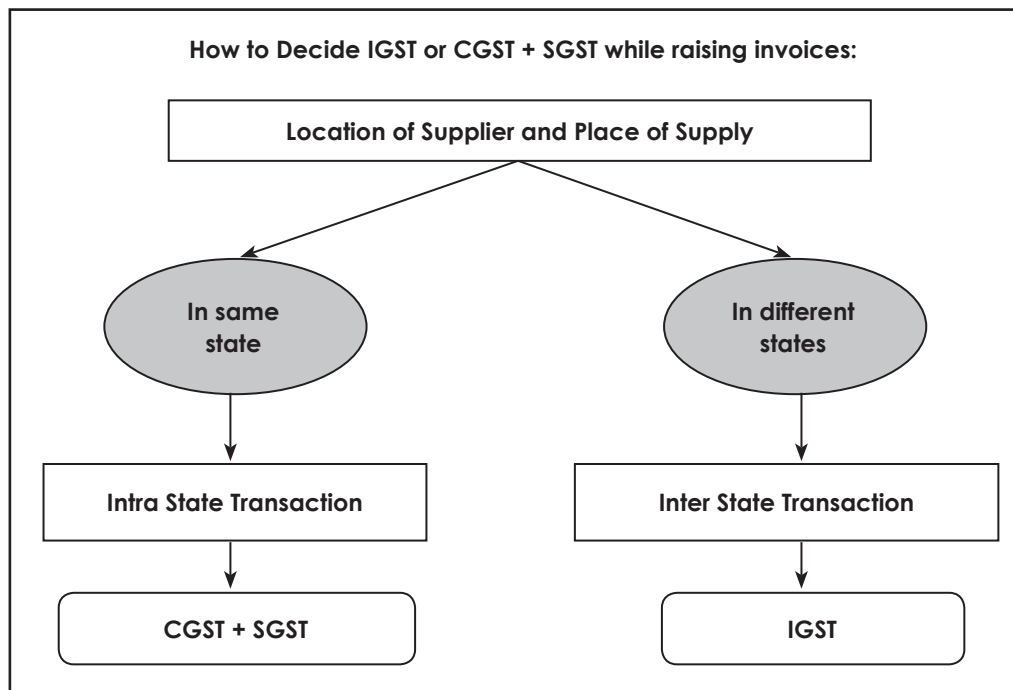 How to Decide IGST or CGST + SGST while raising invoices:
Location of Supplier and Place of Supply
In same
state
In different
states
Intra State Transaction
Inter State Transaction
CGST + SGST
IGST